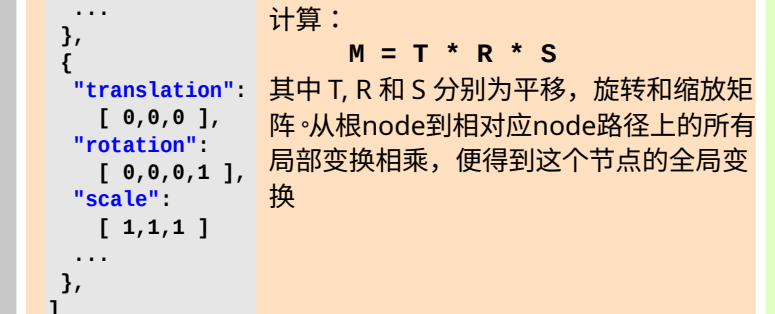 ...
},
{
"translation":
[ 0,0,0 ],
"rotation":
[ 0,0,0,1 ],
"scale":
[ 1,1,1 ]
...
},
]
计算：
M = T * R * S
其中 T, R 和 S 分别为平移，旋转和缩放矩
阵。从根node到相对应node路径上的所有
局部变换相乘，便得到这个节点的全局变
换